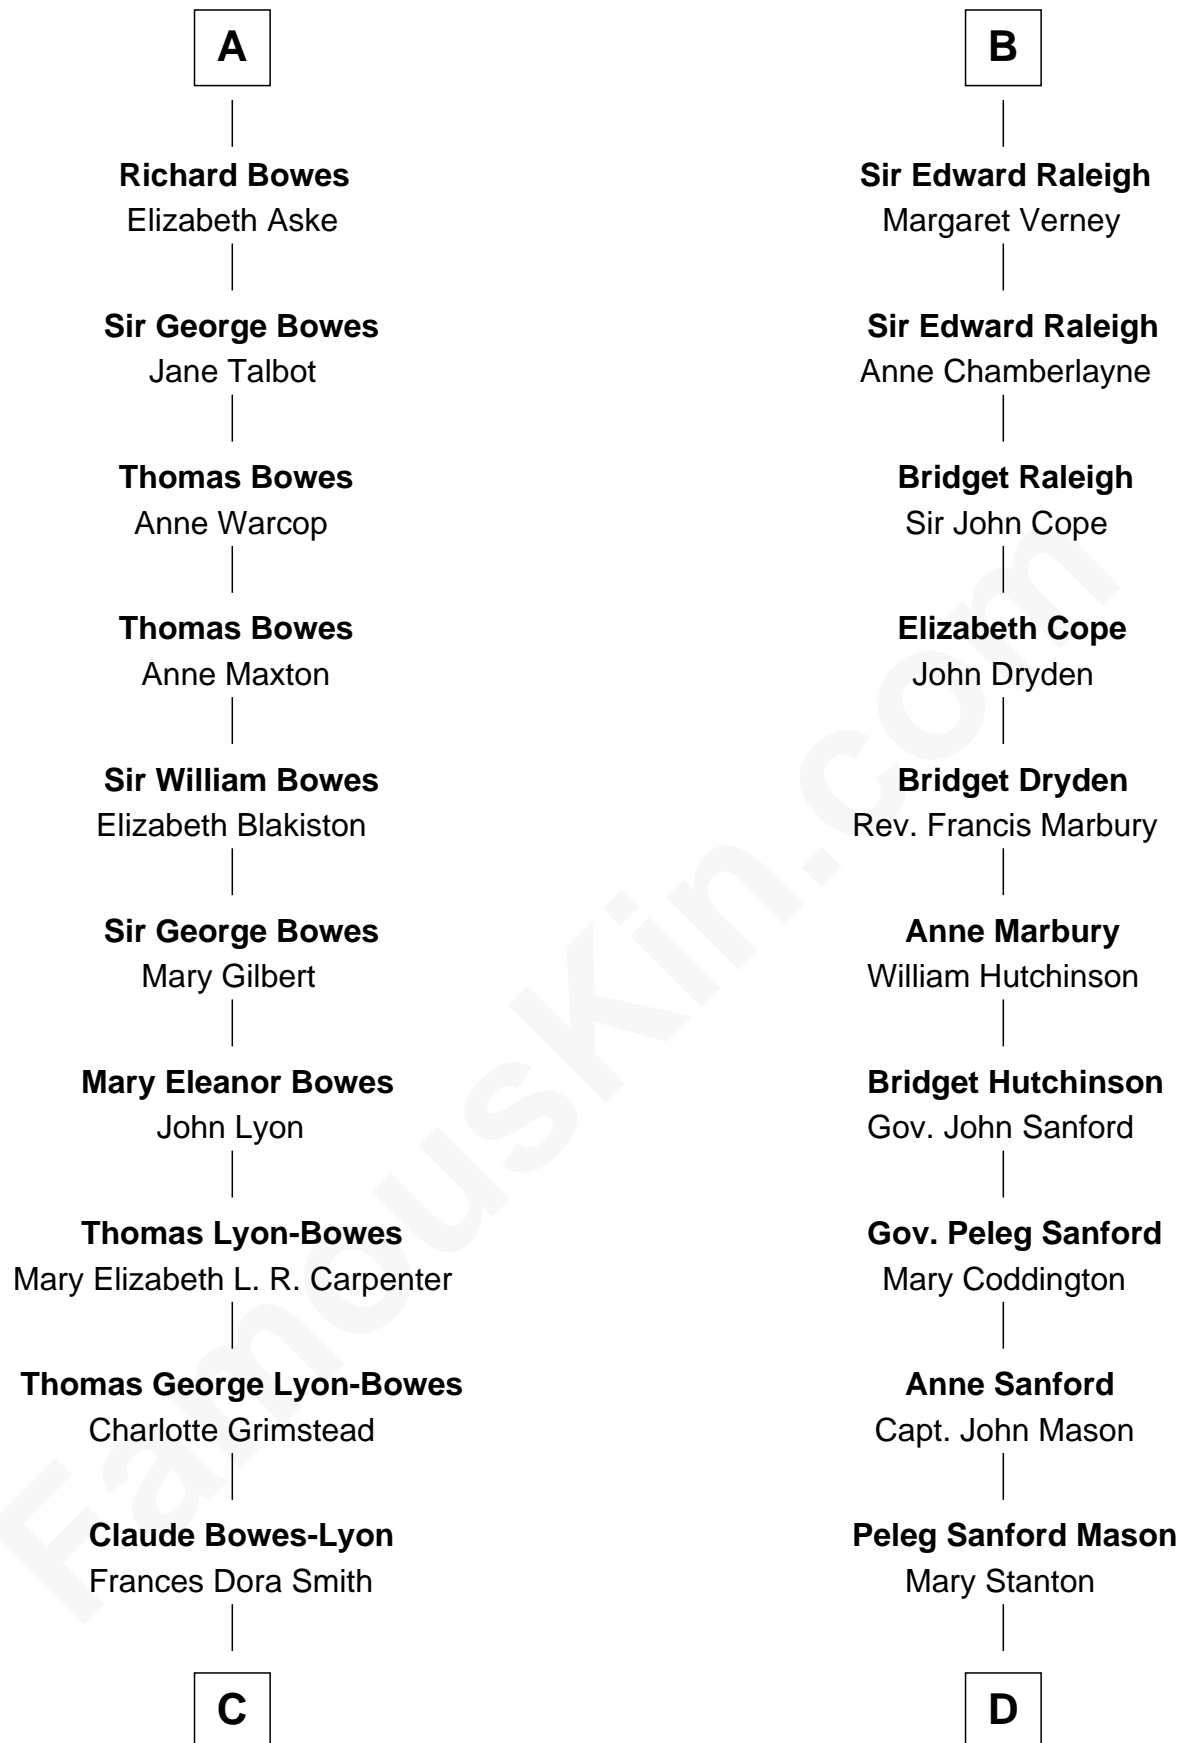 A
Richard Bowes
Elizabeth Aske
Sir George Bowes
Jane Talbot
Thomas Bowes
Anne Warcop
Thomas Bowes
Anne Maxton
Sir William Bowes
Elizabeth Blakiston
Sir George Bowes
Mary Gilbert
Mary Eleanor Bowes
John Lyon
Thomas Lyon-Bowes
Mary Elizabeth L. R. Carpenter
Thomas George Lyon-Bowes
Charlotte Grimstead
Claude Bowes-Lyon
Frances Dora Smith
C
B
Sir Edward Raleigh
Margaret Verney
Sir Edward Raleigh
Anne Chamberlayne
Bridget Raleigh
Sir John Cope
Elizabeth Cope
John Dryden
Bridget Dryden
Rev. Francis Marbury
Anne Marbury
William Hutchinson
Bridget Hutchinson
Gov. John Sanford
Gov. Peleg Sanford
Mary Coddington
Anne Sanford
Capt. John Mason
Peleg Sanford Mason
Mary Stanton
D
FamousKin.com